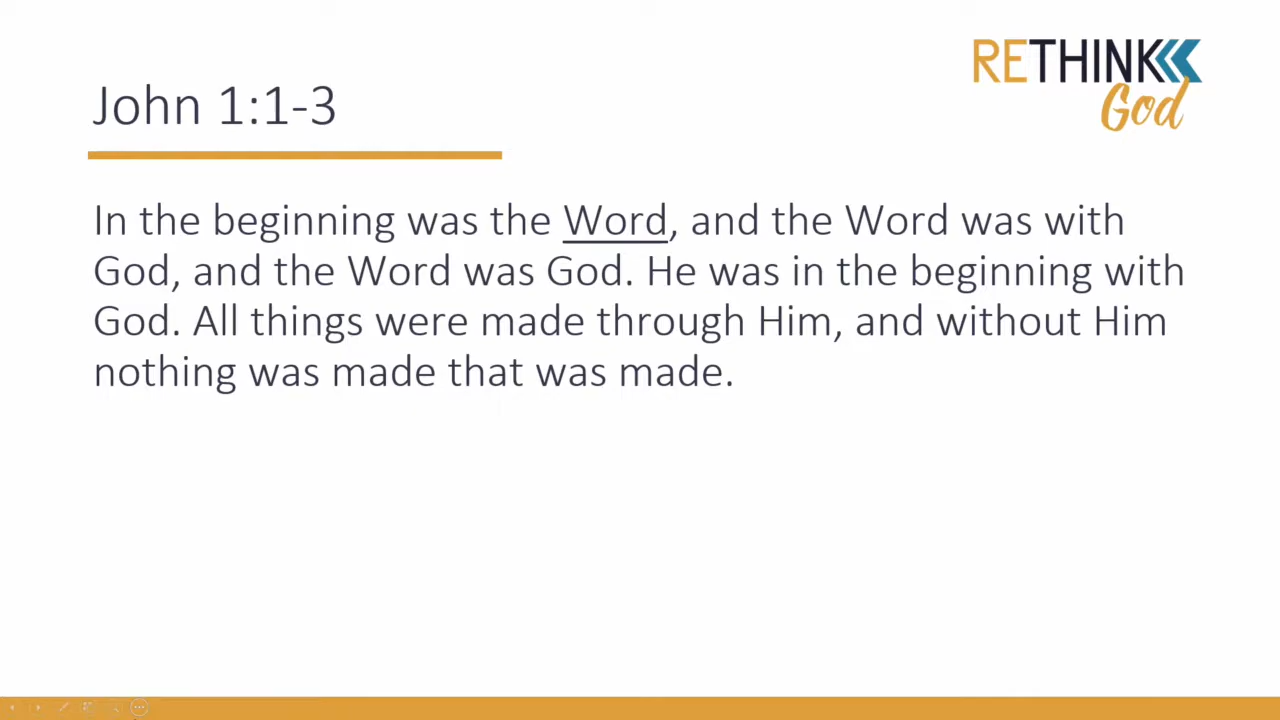 RETHINK
God
John 1:1-3
In the beginning was the Word, and the Word was with
God, and the Word was God. He was in the beginning with
God. All things were made through Him, and without Him
nothing was made that was made.